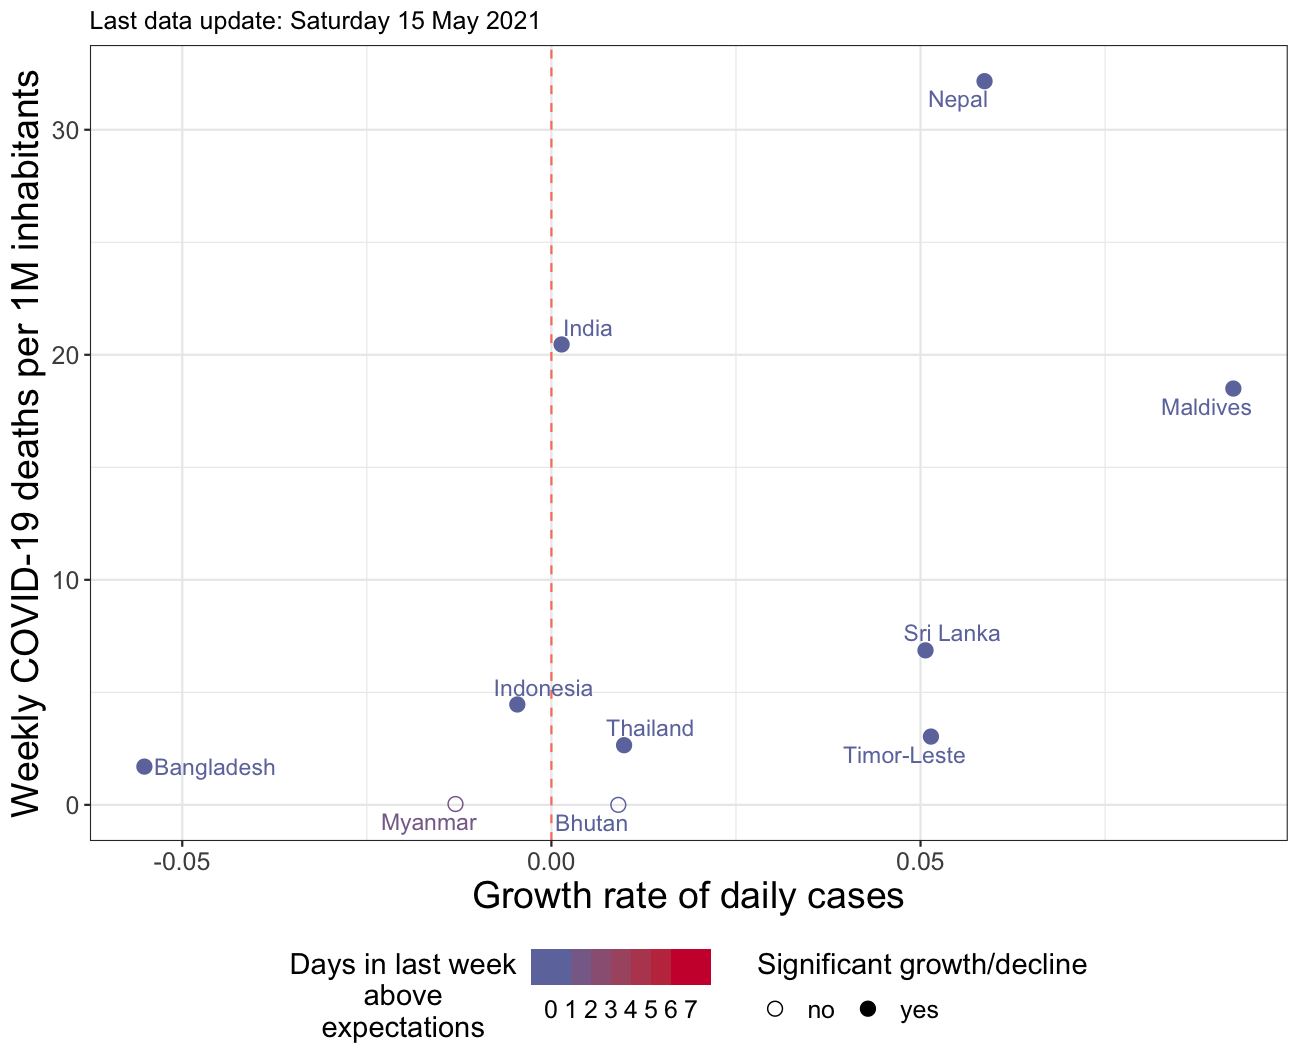 Last data update: Saturday 15 May 2021
Weekly COVID-19 deaths per 1M inhabitants
30
20
10
0
Nepal
India
Maldives
Sri Lanka
Indonesia
Thailand
Timor-Leste
Bangladesh
Myanmar
Bhutan
-0.05
0.00
0.05
Growth rate of daily cases
Days in last week
above
expectations
0 1 2 3 4 5 6 7
Significant growth/decline
no
yes